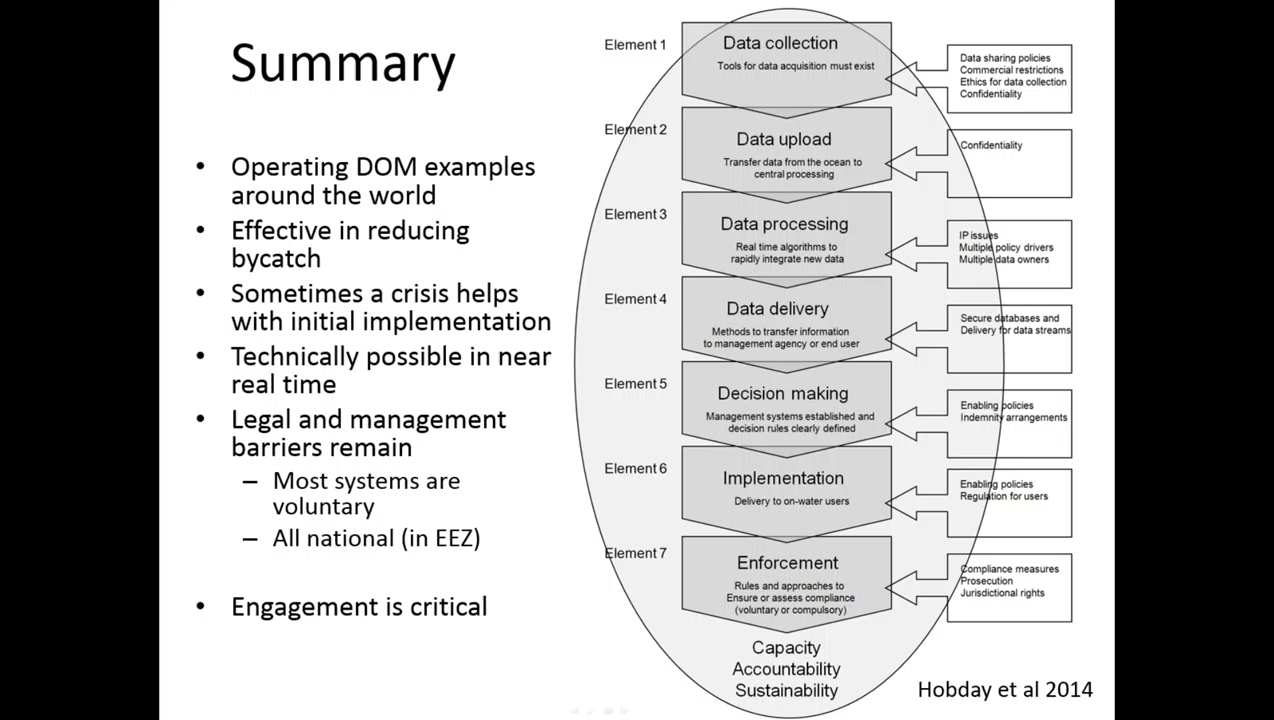 Summary
• Operating DOM examples
around the world
• Effective in reducing
bycatch
• Sometimes a crisis helps
with initial implementation
• Technically possible in near
real time
• Legal and management
barriers remain
– Most systems are
voluntary
– All national (in EEZ)
• Engagement is critical
Element 1
Data collection
Tools for data acquisition must exist
Data sharing policies
Commercial restrictions
Ethics for data collection
Confidentiality
Element 2
Data upload
Transfer data from the ocean to
central processing
Confidentiality
Element 3
Data processing
Real time algorithms to
rapidly integrate new data
IP issues
Multiple policy drivers
Multiple data owners
Element 4
Data delivery
Methods to transfer information
to management agency or end user
Secure databases and
Delivery for data streams
Element 5
Decision making
Management systems established and
decision rules clearly defined
Enabling policies
Indemnity arrangements
Element 6
Implementation
Delivery to on-water users
Enabling policies
Regulation for users
Element 7
Enforcement
Rules and approaches to
Ensure or assess compliance
(voluntary or compulsory)
Compliance measures
Prosecution
Jurisdictional rights
Capacity
Accountability
Sustainability
Hobday et al 2014